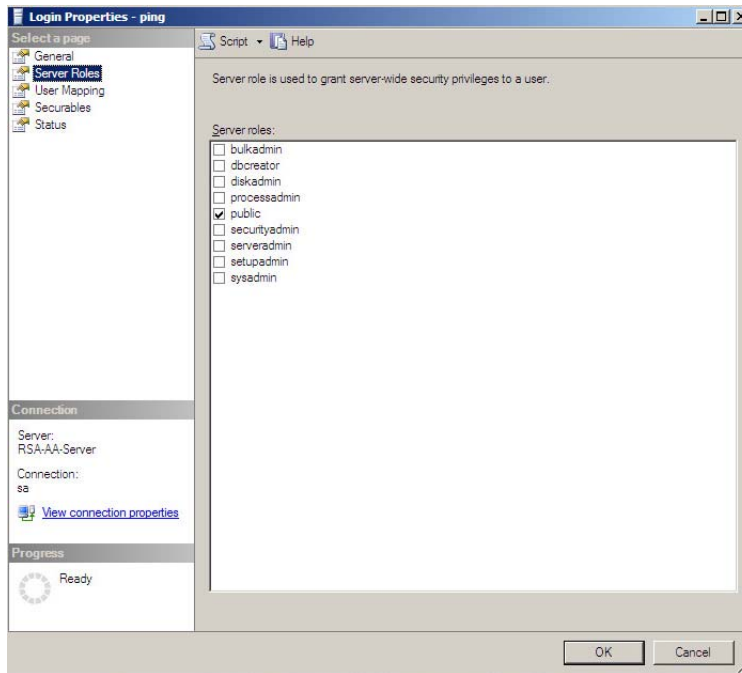 Login Properties - ping
Select a page
General
Server Roles
User Mapping
Securables
Status
Script Help
Server role is used to grant server-wide security privileges to a user.
Server roles:
bulkadmin
dbcreator
diskadmin
processadmin
public
securityadmin
serveradmin
setupadmin
sysadmin
Connection
Server:
RSA-AA-Server
Connection:
sa
View connection properties
Progress
Ready
OK Cancel